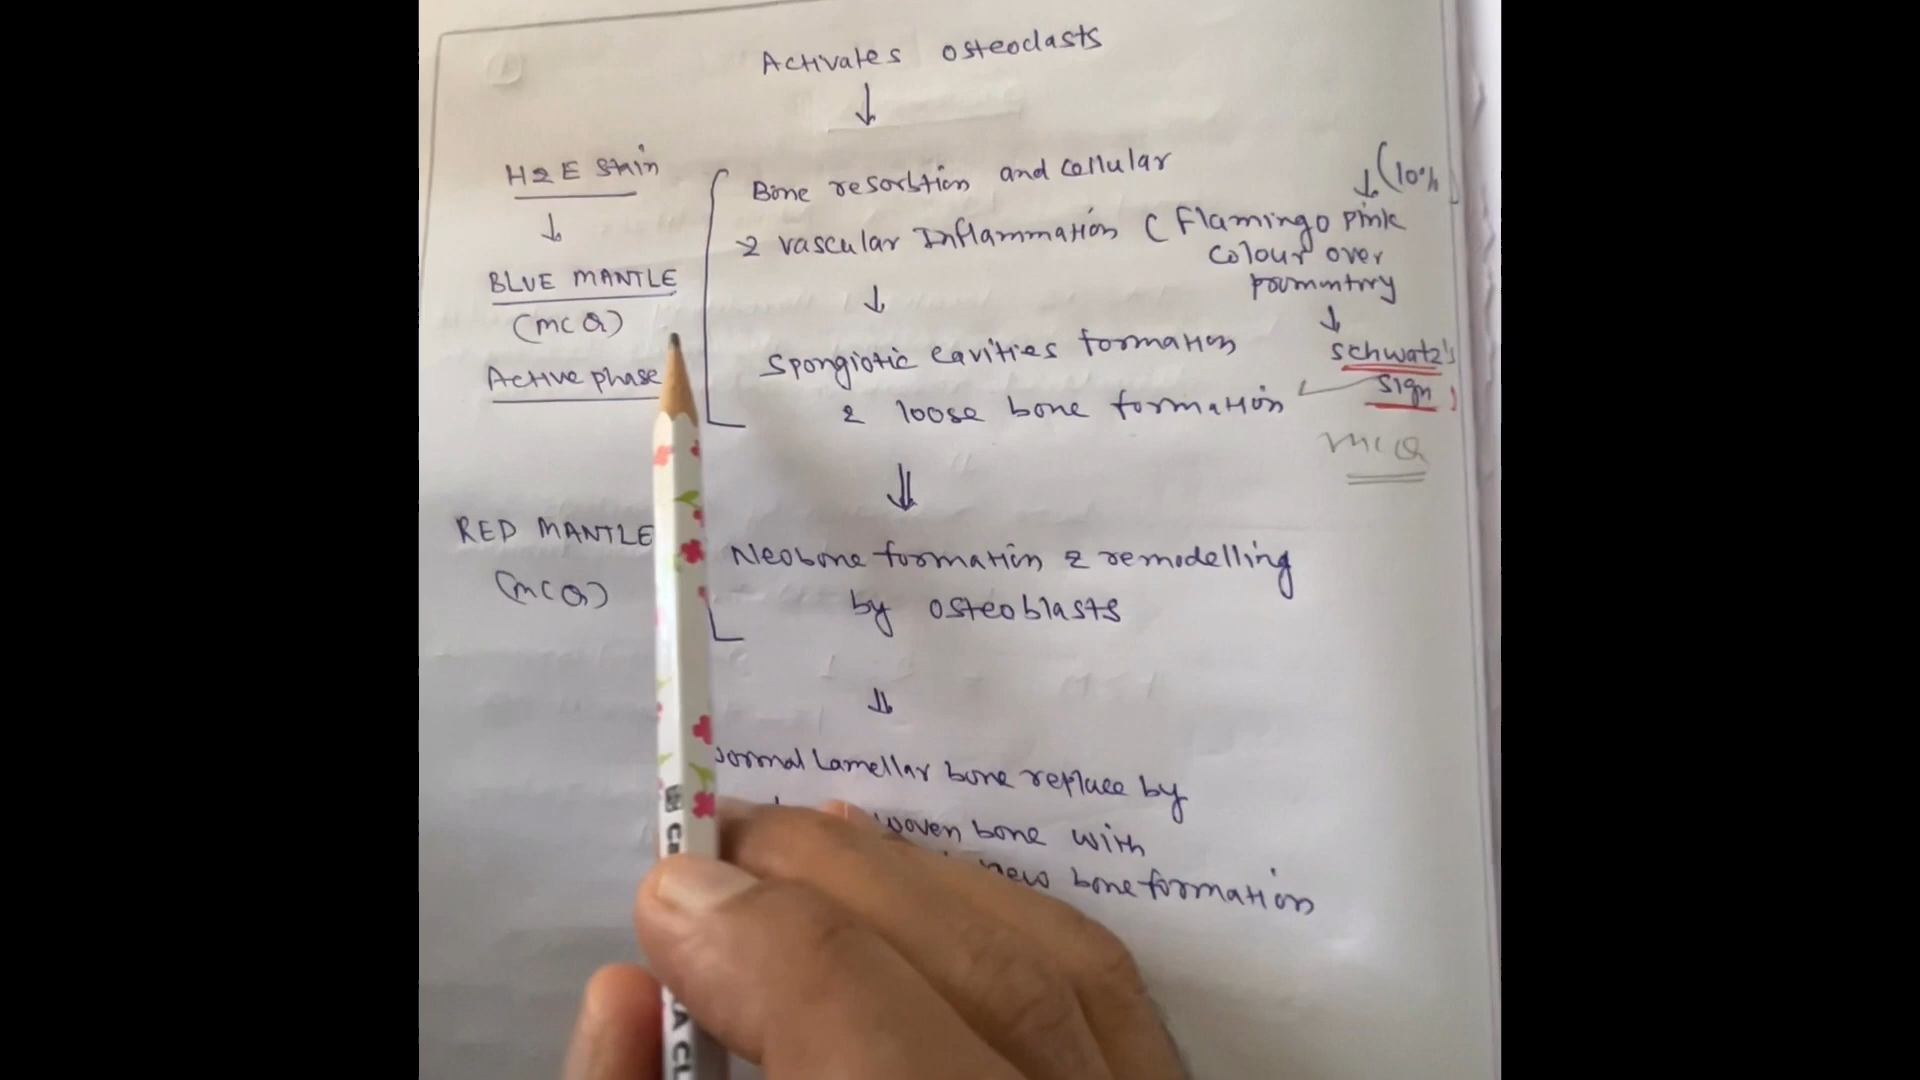 Activates osteoclasts
↓
H & E stain
↓
BLUE MANTLE
(MCQ)
Active phase
Bone resorbtion and cellular
& vascular Inflammation ( Flamingo pink
colour over
↓ (10%
↓
↓
Schwatz's
sign )
MCQ
Spongiotic cavities formation
& loose bone formation
⇓
RED MANTLE
(MCQ)
Neobone formation & remodelling
by osteoblasts
⇓
Lamellar bone replace by
woven bone with
new bone formation